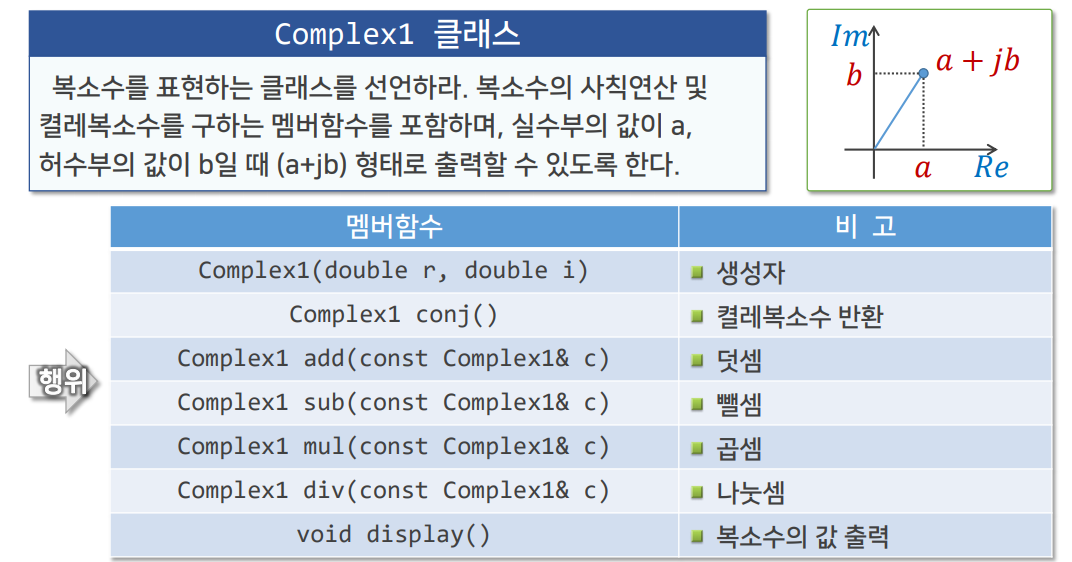 Complex1 클래스
복소수를 표현하는 클래스를 선언하라. 복소수의 사칙연산 및
켤레복소수를 구하는 멤버함수를 포함하며, 실수부의 값이 a,
허수부의 값이 b일 때 (a+jb) 형태로 출력할 수 있도록 한다.
Im
a + jb
b
a
Re
멤버함수 비 고
Complex1(double r, double i) 생성자
Complex1 conj() 켤레복소수 반환
Complex1 add(const Complex1& c) 덧셈
Complex1 sub(const Complex1& c) 뺄셈
Complex1 mul(const Complex1& c) 곱셈
Complex1 div(const Complex1& c) 나눗셈
void display() 복소수의 값 출력
행위